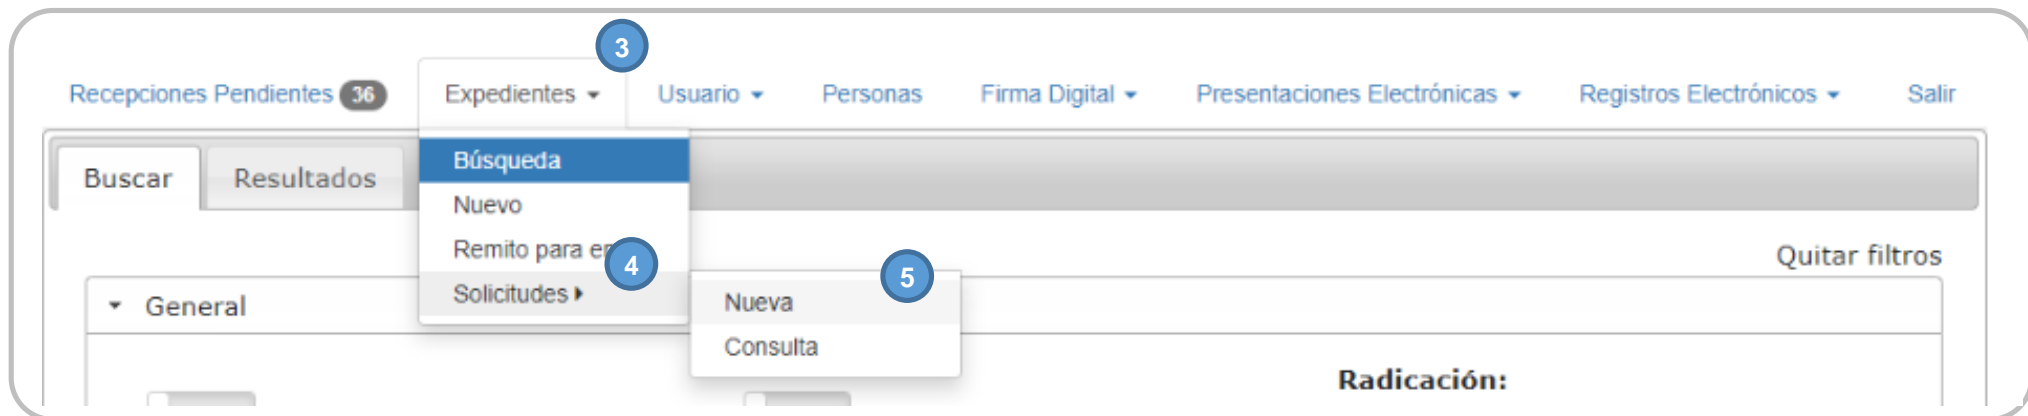 3
Recepciones Pendientes 36 Expedientes Usuario Personas Firma Digital Presentaciones Electrónicas Registros Electrónicos Salir
Buscar Resultados
Búsqueda
Nuevo
Remito para
4
5
Quitar filtros
Solicitudes
General
Nueva
Consulta
Radicación: